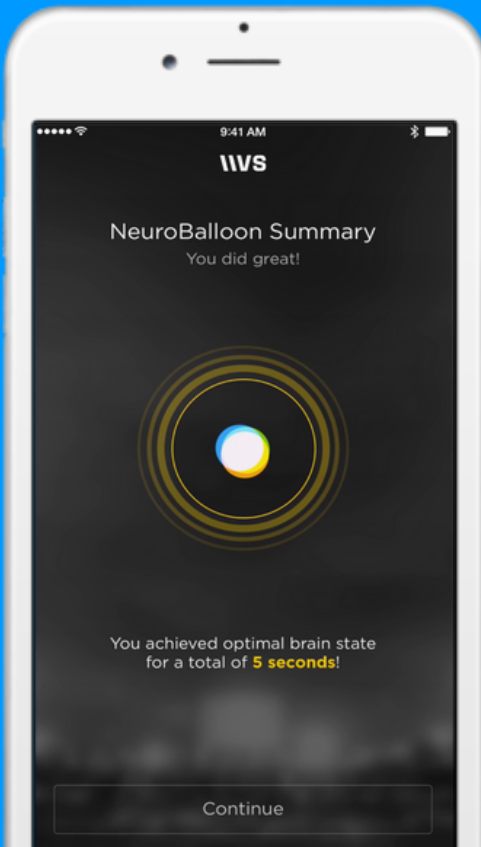 9:41 AM
\\VS
NeuroBalloon Summary
You did great!
You achieved optimal brain state
for a total of 5 seconds!
Continue